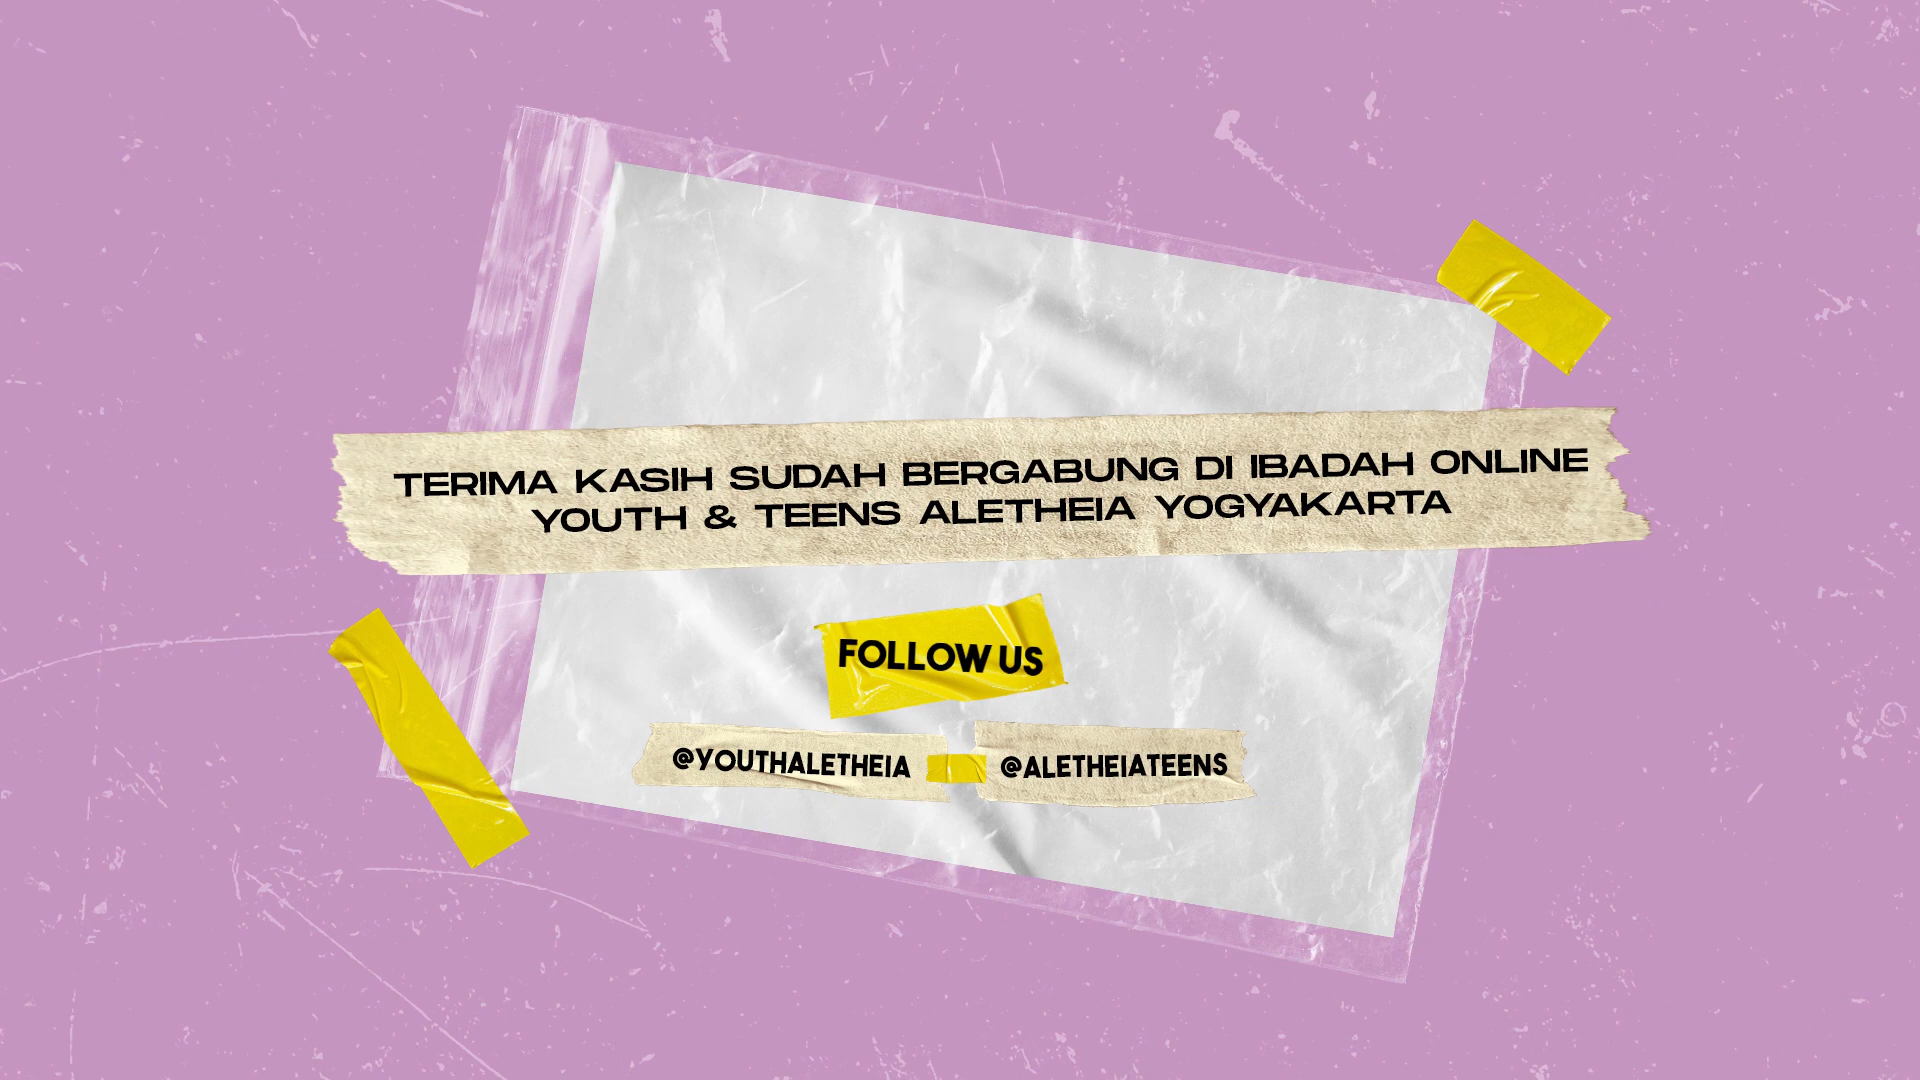 TERIMA KASIH SUDAH BERGABUNG DI IBADAH ONLINE
YOUTH & TEENS ALETHEIA YOGYAKARTA
FOLLOW US
@YOUTHALETHEIA @ALETHEIATEENS